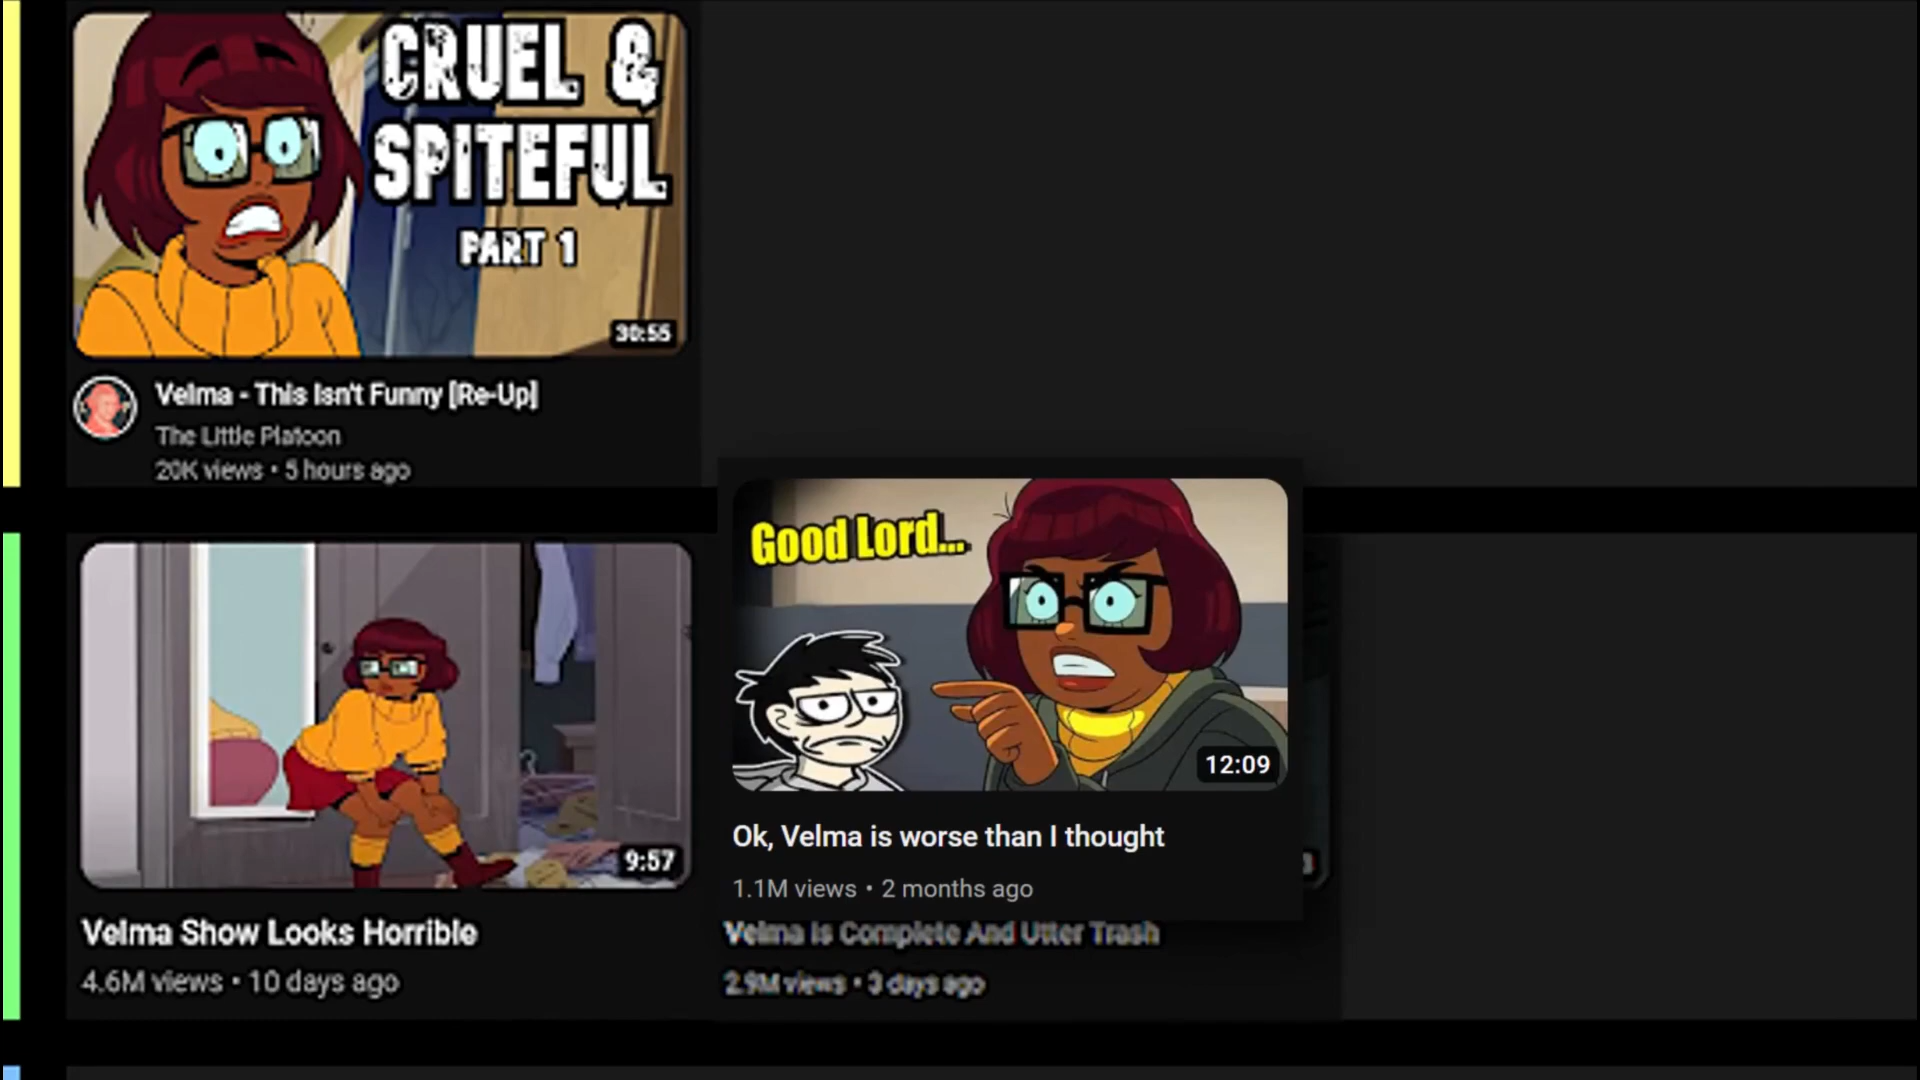 CRUEL &
SPITEFUL
PART 1
30:55
Velma - This Isn't Funny [Re-Up]
The Little Platoon
20K views • 5 hours ago
Good Lord...
12:09
Ok, Velma is worse than I thought
1.1M views • 2 months ago
9:57
Velma Show Looks Horrible
4.6M views • 10 days ago
Velma Is Complete And Utter Trash
2.9M views • 3 days ago